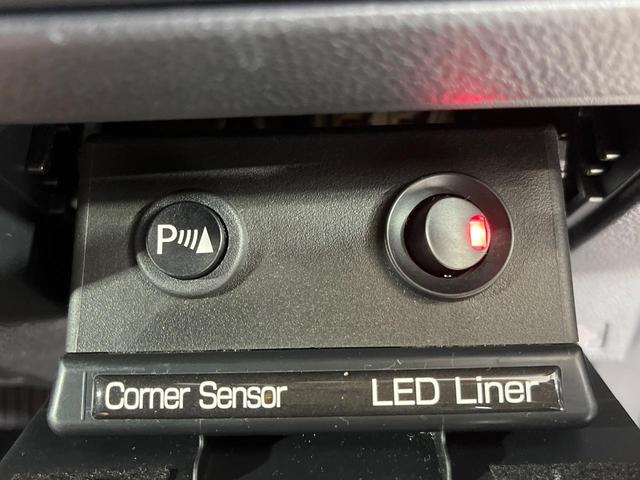 P
Corner Sensor
LED Liner